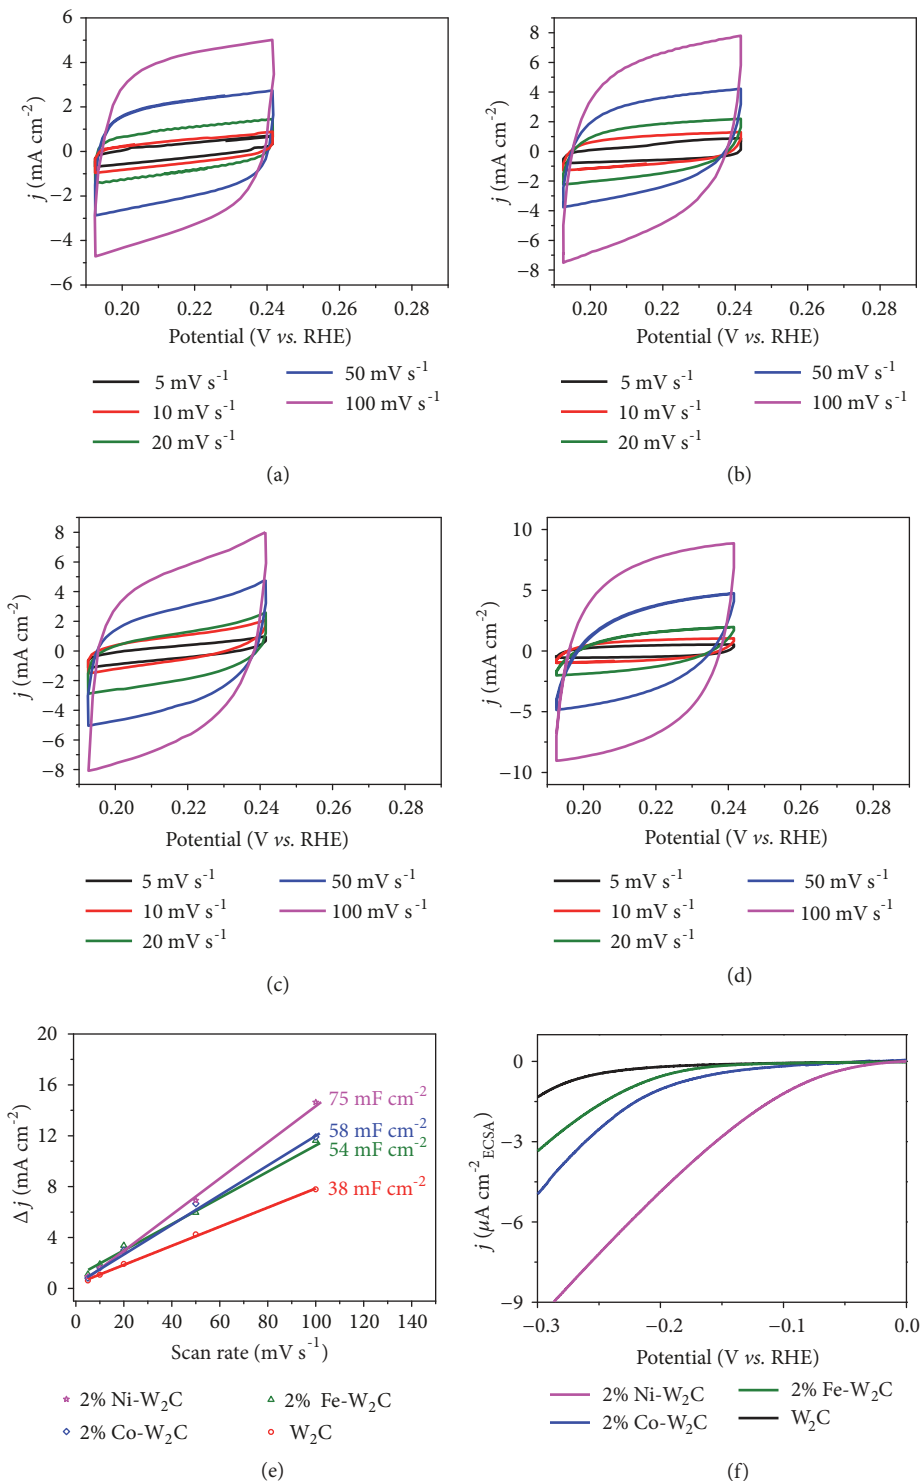 6
4
2
0
−2
−4
−6
j (mA cm-2)
0.20 0.22 0.24 0.26 0.28
Potential (V vs. RHE)
5 mV s-1
10 mV s-1
20 mV s-1
50 mV s-1
100 mV s-1
(a)
8
6
4
2
0
−2
−4
−6
−8
j (mA cm-2)
0.20 0.22 0.24 0.26 0.28
Potential (V vs. RHE)
5 mV s-1
10 mV s-1
20 mV s-1
50 mV s-1
100 mV s-1
(b)
8
6
4
2
0
−2
−4
−6
−8
j (mA cm-2)
0.20 0.22 0.24 0.26 0.28
Potential (V vs. RHE)
5 mV s-1
10 mV s-1
20 mV s-1
50 mV s-1
100 mV s-1
(c)
10
5
0
−5
−10
j (mA cm-2)
0.20 0.22 0.24 0.26 0.28
Potential (V vs. RHE)
5 mV s-1
10 mV s-1
20 mV s-1
50 mV s-1
100 mV s-1
(d)
20
16
12
8
4
0
Δ j (mA cm-2)
75 mF cm-2
58 mF cm-2
54 mF cm-2
38 mF cm-2
0 20 40 60 80 100 120 140
Scan rate (mV s-1)
2% Ni-W2C
2% Co-W2C
2% Fe-W2C
W2C
(e)
0
−3
−6
−9
j (μA cm-2ECSA)
−0.3 −0.2 −0.1 0.0
Potential (V vs. RHE)
2% Ni-W2C
2% Co-W2C
2% Fe-W2C
W2C
(f)